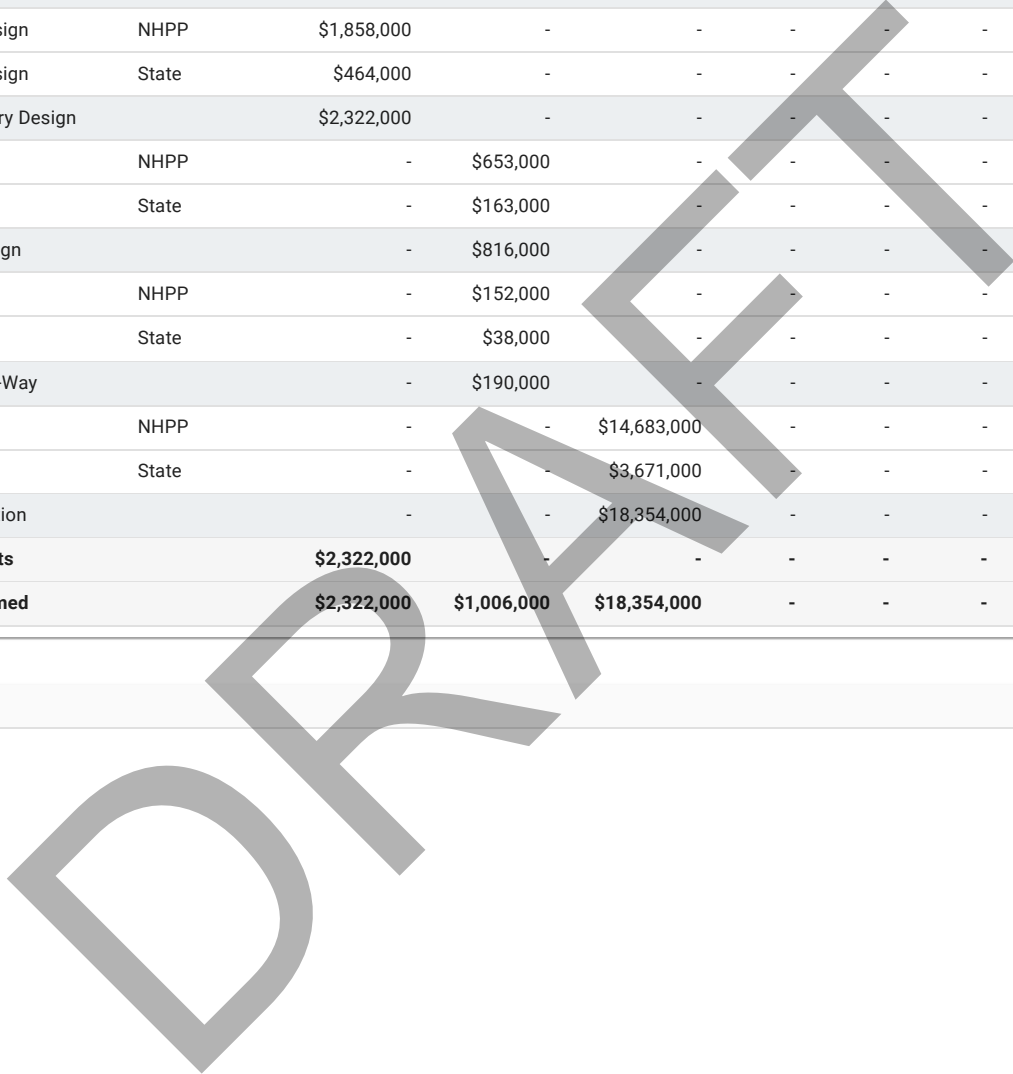 sign NHPP $1,858,000 - - - - -
sign State $464,000 - - - - -
ry Design $2,322,000 - - - - -
NHPP - $653,000 - - - -
State - $163,000 - - - -
gn - $816,000 - - - -
NHPP - $152,000 - - - -
State - $38,000 - - - -
-Way - $190,000 - - - -
NHPP - - $14,683,000 - - -
State - - $3,671,000 - - -
ion - - $18,354,000 - - -
ts $2,322,000 - - - - -
med $2,322,000 $1,006,000 $18,354,000 - - -
DRAFT